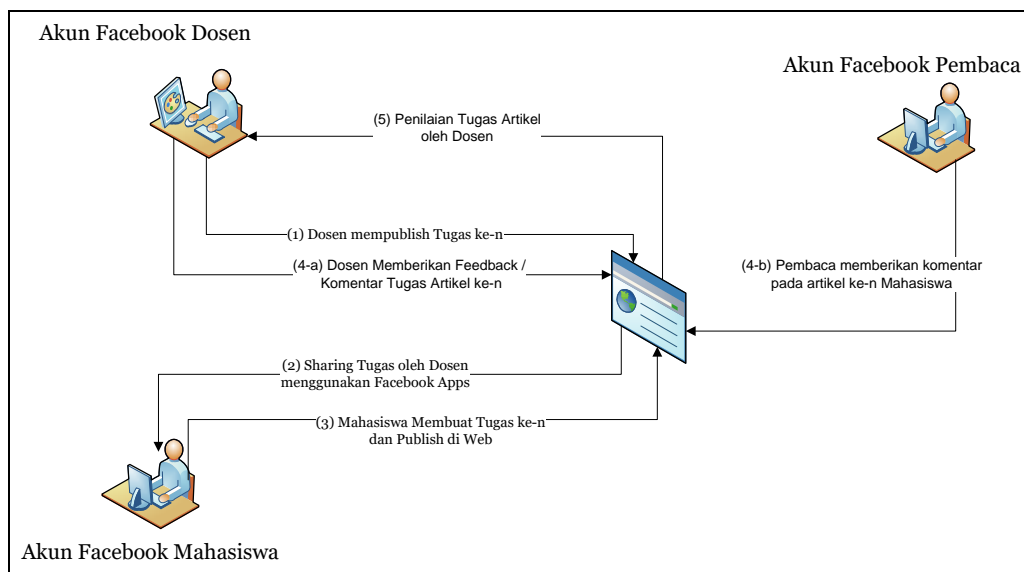 Akun Facebook Dosen
Akun Facebook Pembaca
(5) Penilaian Tugas Artikel
oleh Dosen
(1) Dosen mempublish Tugas ke-n
(4-a) Dosen Memberikan Feedback /
Komentar Tugas Artikel ke-n
(4-b) Pembaca memberikan komentar
pada artikel ke-n Mahasiswa
(2) Sharing Tugas oleh Dosen
menggunakan Facebook Apps
(3) Mahasiswa Membuat Tugas ke-n
dan Publish di Web
Akun Facebook Mahasiswa